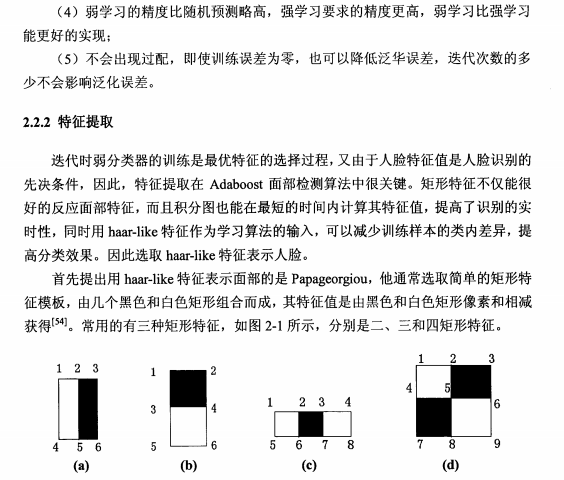 （4）弱学习的精度比随机预测略高，强学习要求的精度更高，弱学习比强学习
能更好的实现；
（5）不会出现过配，即使训练误差为零，也可以降低泛华误差，迭代次数的多
少不会影响泛化误差。
2.2.2 特征提取
迭代时弱分类器的训练是最优特征的选择过程，又由于人脸特征值是人脸识别的
先决条件，因此，特征提取在 Adaboost 面部检测算法中很关键。矩形特征不仅能很
好的反应面部特征，而且积分图也能在最短的时间内计算其特征值，提高了识别的实
时性，同时用 haar-like 特征作为学习算法的输入，可以减少训练样本的类内差异，提
高分类效果。因此选取 haar-like 特征表示人脸。
首先提出用 haar-like 特征表示面部的是 Papageorgiou，他通常选取简单的矩形特
征模板，由几个黑色和白色矩形组合而成，其特征值是由黑色和白色矩形像素和相减
获得[54]。常用的有三种矩形特征，如图 2-1 所示，分别是二、三和四矩形特征。
1 2 3
4 5 6
(a)
1 2
3 4
5 6
(b)
1 2 3 4
5 6 7 8
(c)
1 2 3
4 5 6
7 8 9
(d)